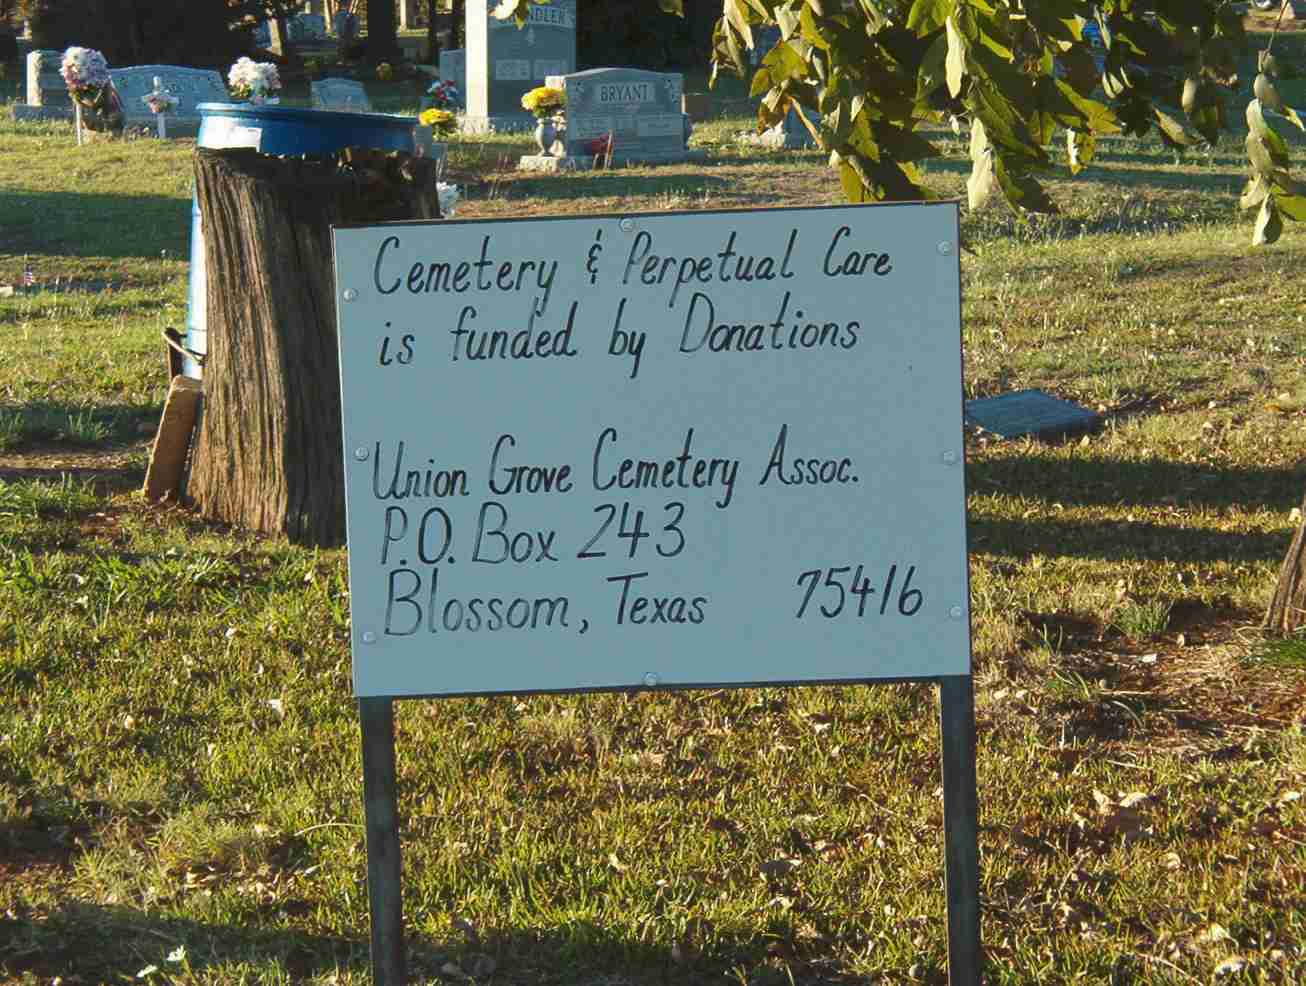 Cemetery & Perpetual Care
is funded by Donations
Union Grove Cemetery Assoc.
P.O. Box 243
Blossom, Texas 75416
BRYANT